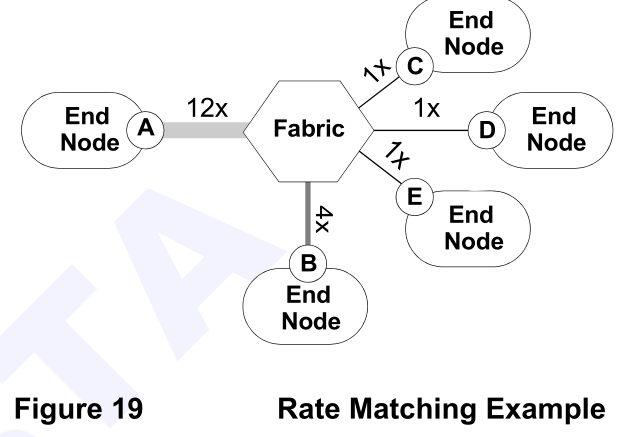 End
Node
C
1x
End
Node
A
12x
Fabric
1x
D
End
Node
1x
E
End
Node
4x
B
End
Node
Figure 19 Rate Matching Example